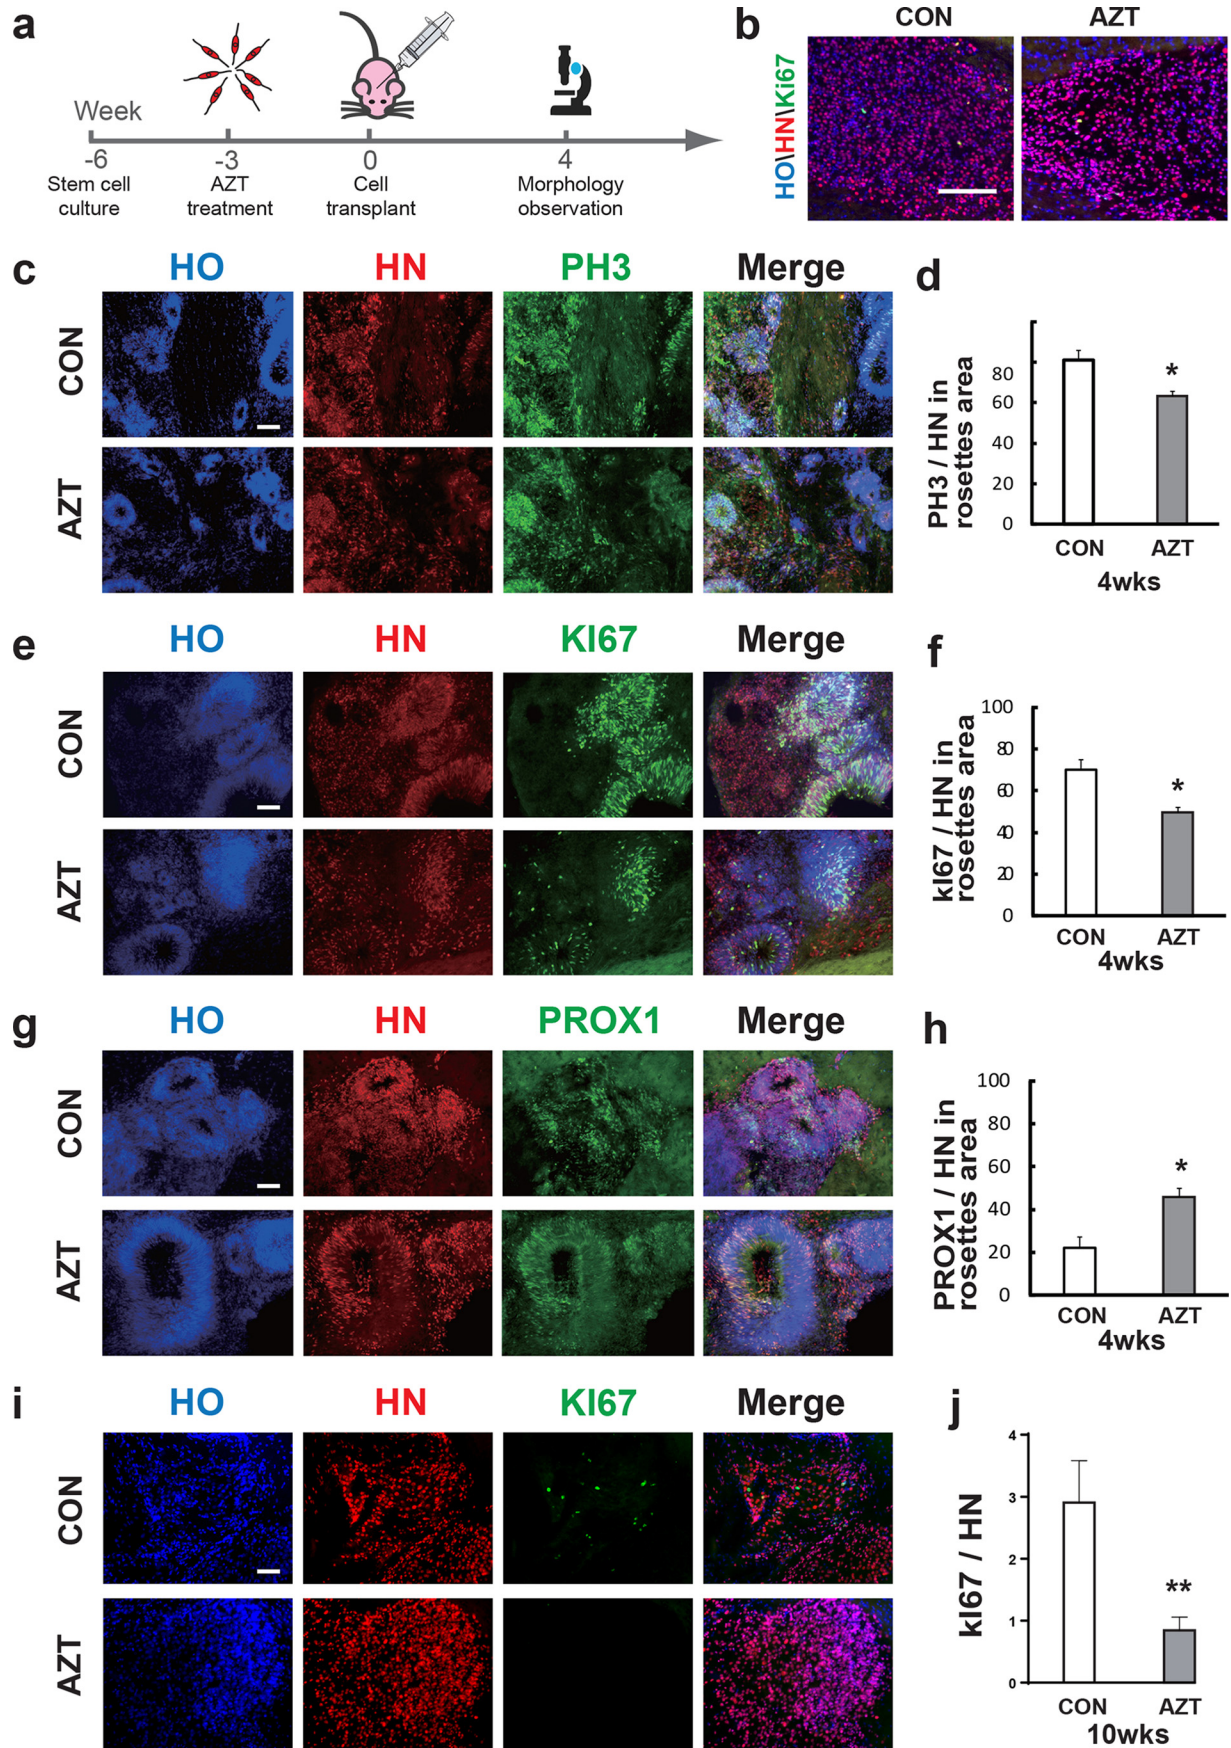 a
Week
-6
-3
0
4
Stem cell
culture
AZT
treatment
Cell
transplant
Morphology
observation
b
CON
AZT
HO\HN\Ki67
c
HO
HN
PH3
Merge
CON
AZT
d
PH3 / HN in
rosettes area
80
60
40
20
0
*
CON
AZT
4wks
e
HO
HN
KI67
Merge
CON
AZT
f
kI67 / HN in
rosettes area
100
80
60
40
20
0
*
CON
AZT
4wks
g
HO
HN
PROX1
Merge
CON
AZT
h
PROX1 / HN in
rosettes area
100
80
60
40
20
0
*
CON
AZT
4wks
i
HO
HN
KI67
Merge
CON
AZT
j
kI67 / HN
4
3
2
1
0
**
CON
AZT
10wks